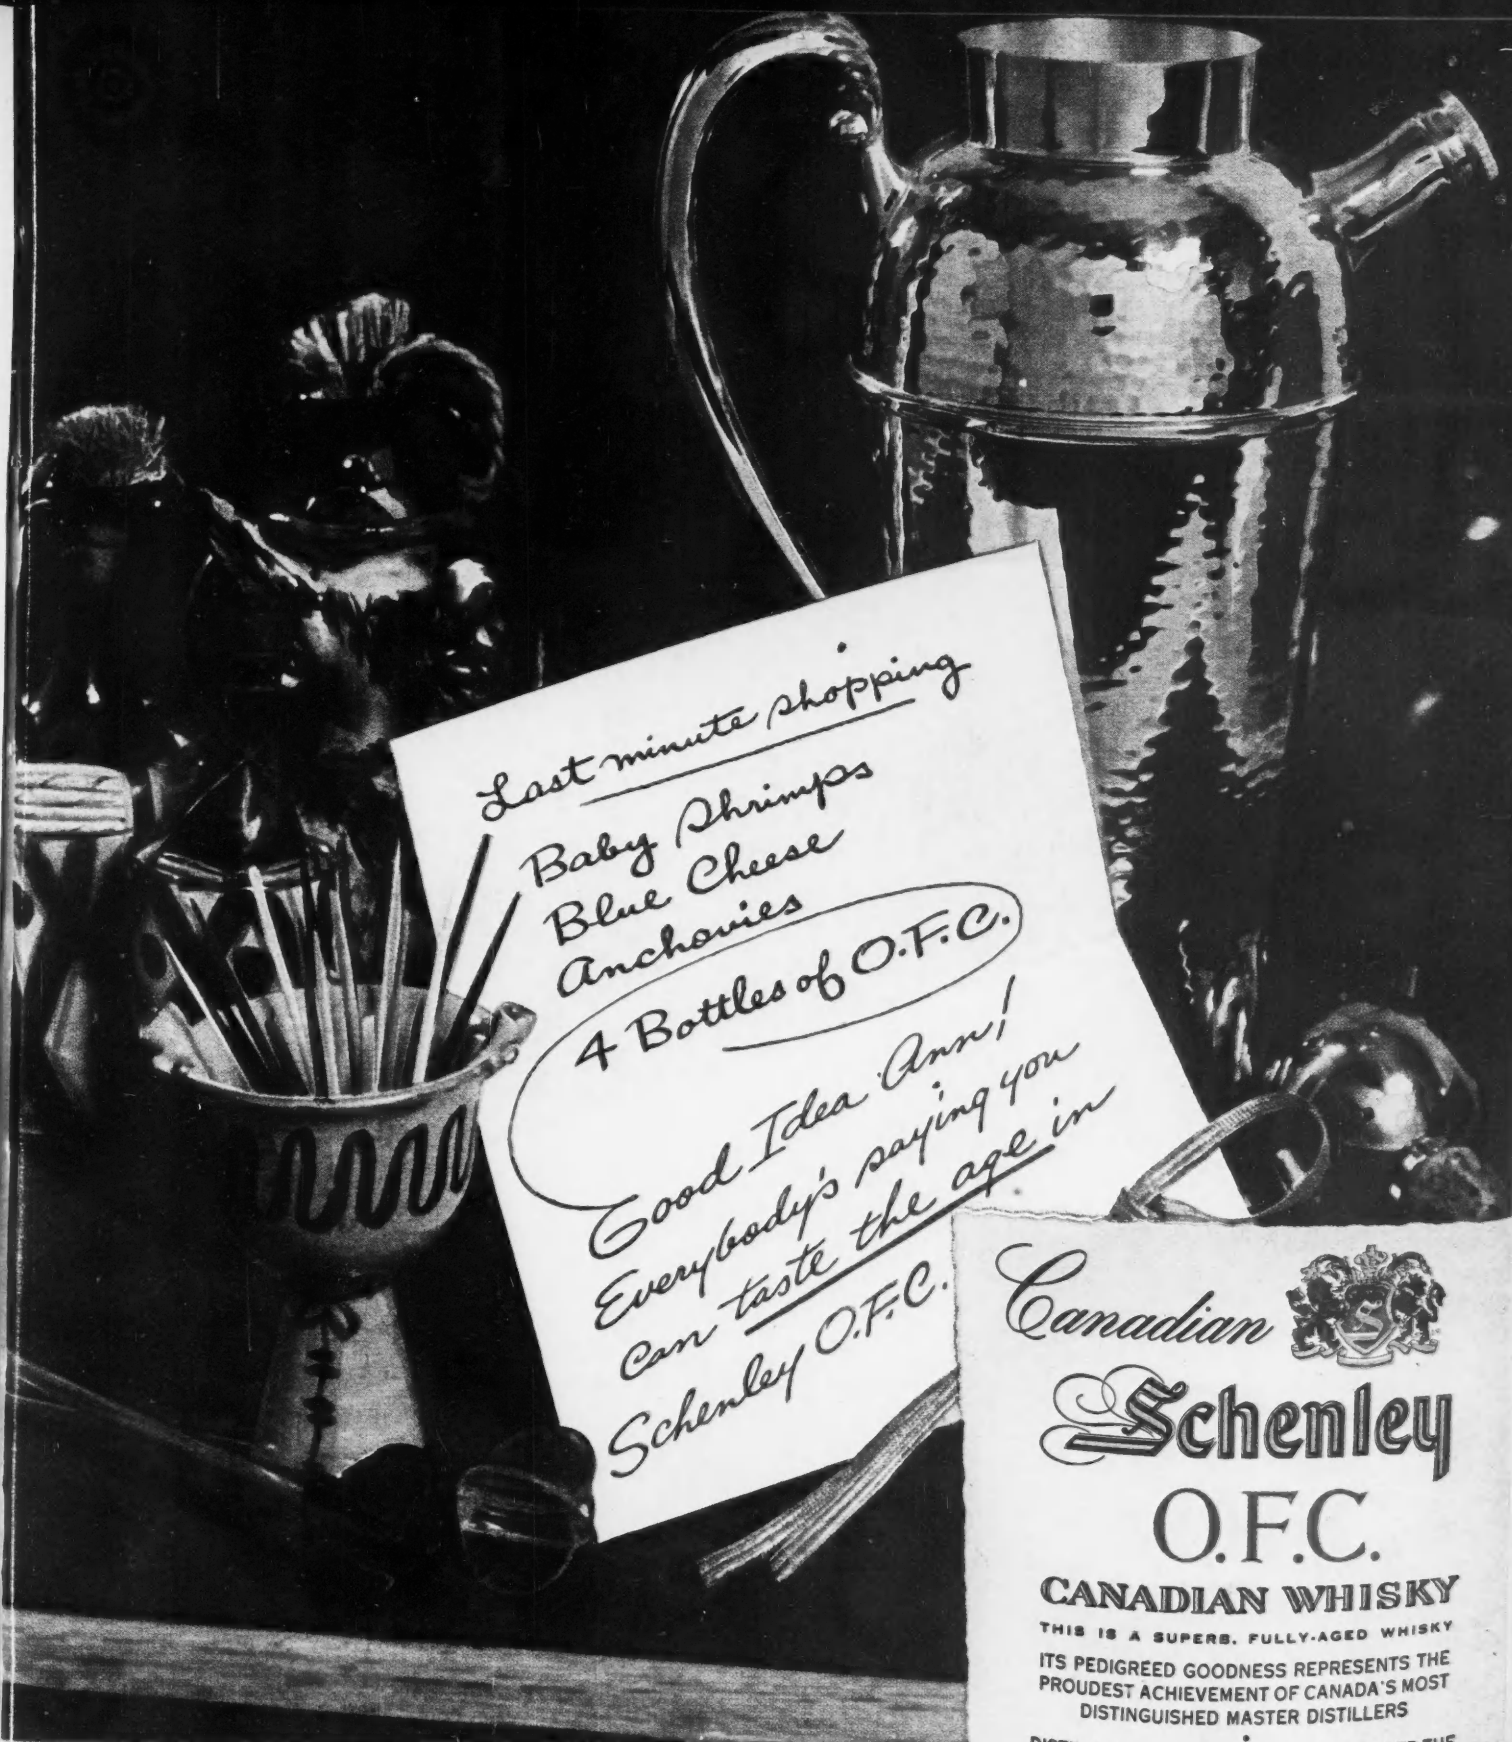 Last minute shopping
Baby Shrimps
Blue Cheese
Anchovies
4 Bottles of O.F.C.
Good Idea Ann!
Everybody's saying you
can taste the age in
Schenley O.F.C.
Canadian
Schenley
O.F.C.
CANADIAN WHISKY
THIS IS A SUPERB, FULLY-AGED WHISKY
ITS PEDIGREED GOODNESS REPRESENTS THE
PROUDEST ACHIEVEMENT OF CANADA'S MOST
DISTINGUISHED MASTER DISTILLERS